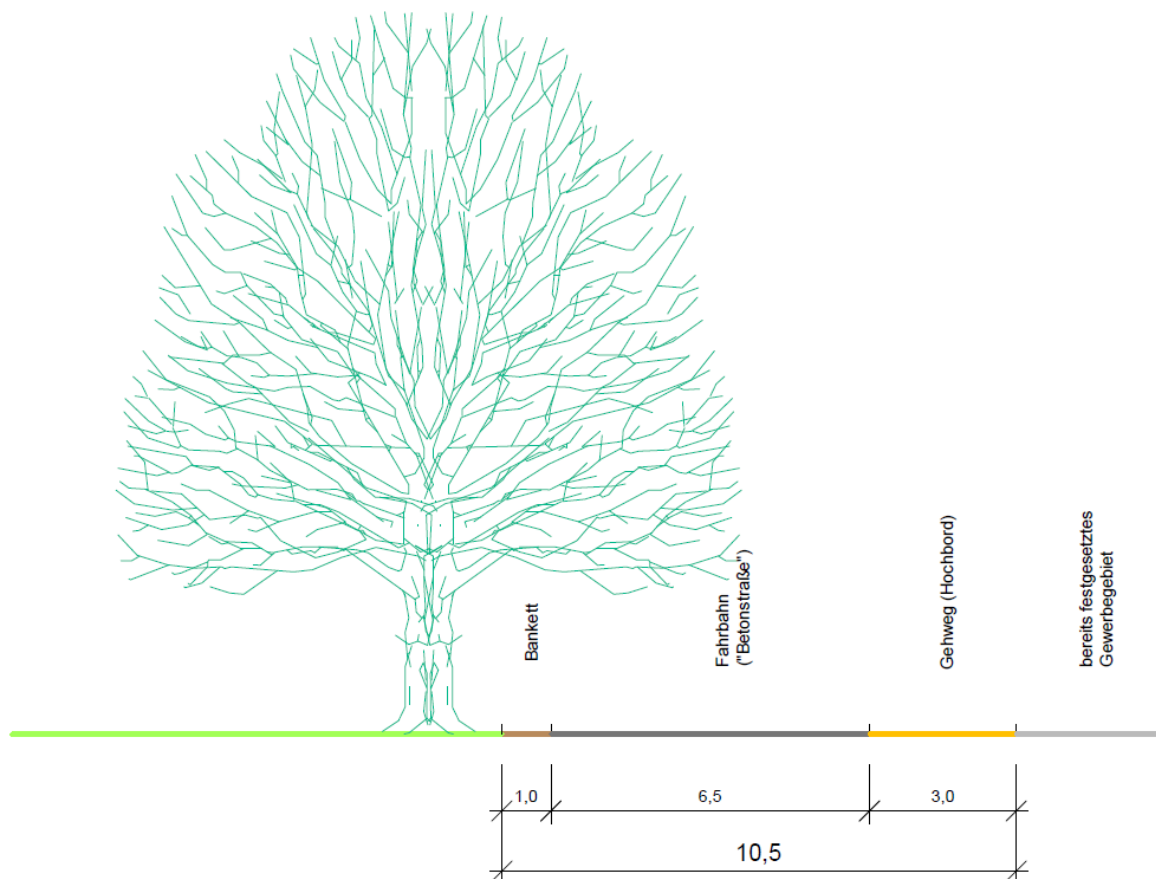 Bankett
Fahrbahn
("Betonstraße")
Gehweg (Hochbord)
bereits festgesetztes
Gewerbegebiet
1,0
6,5
3,0
10,5